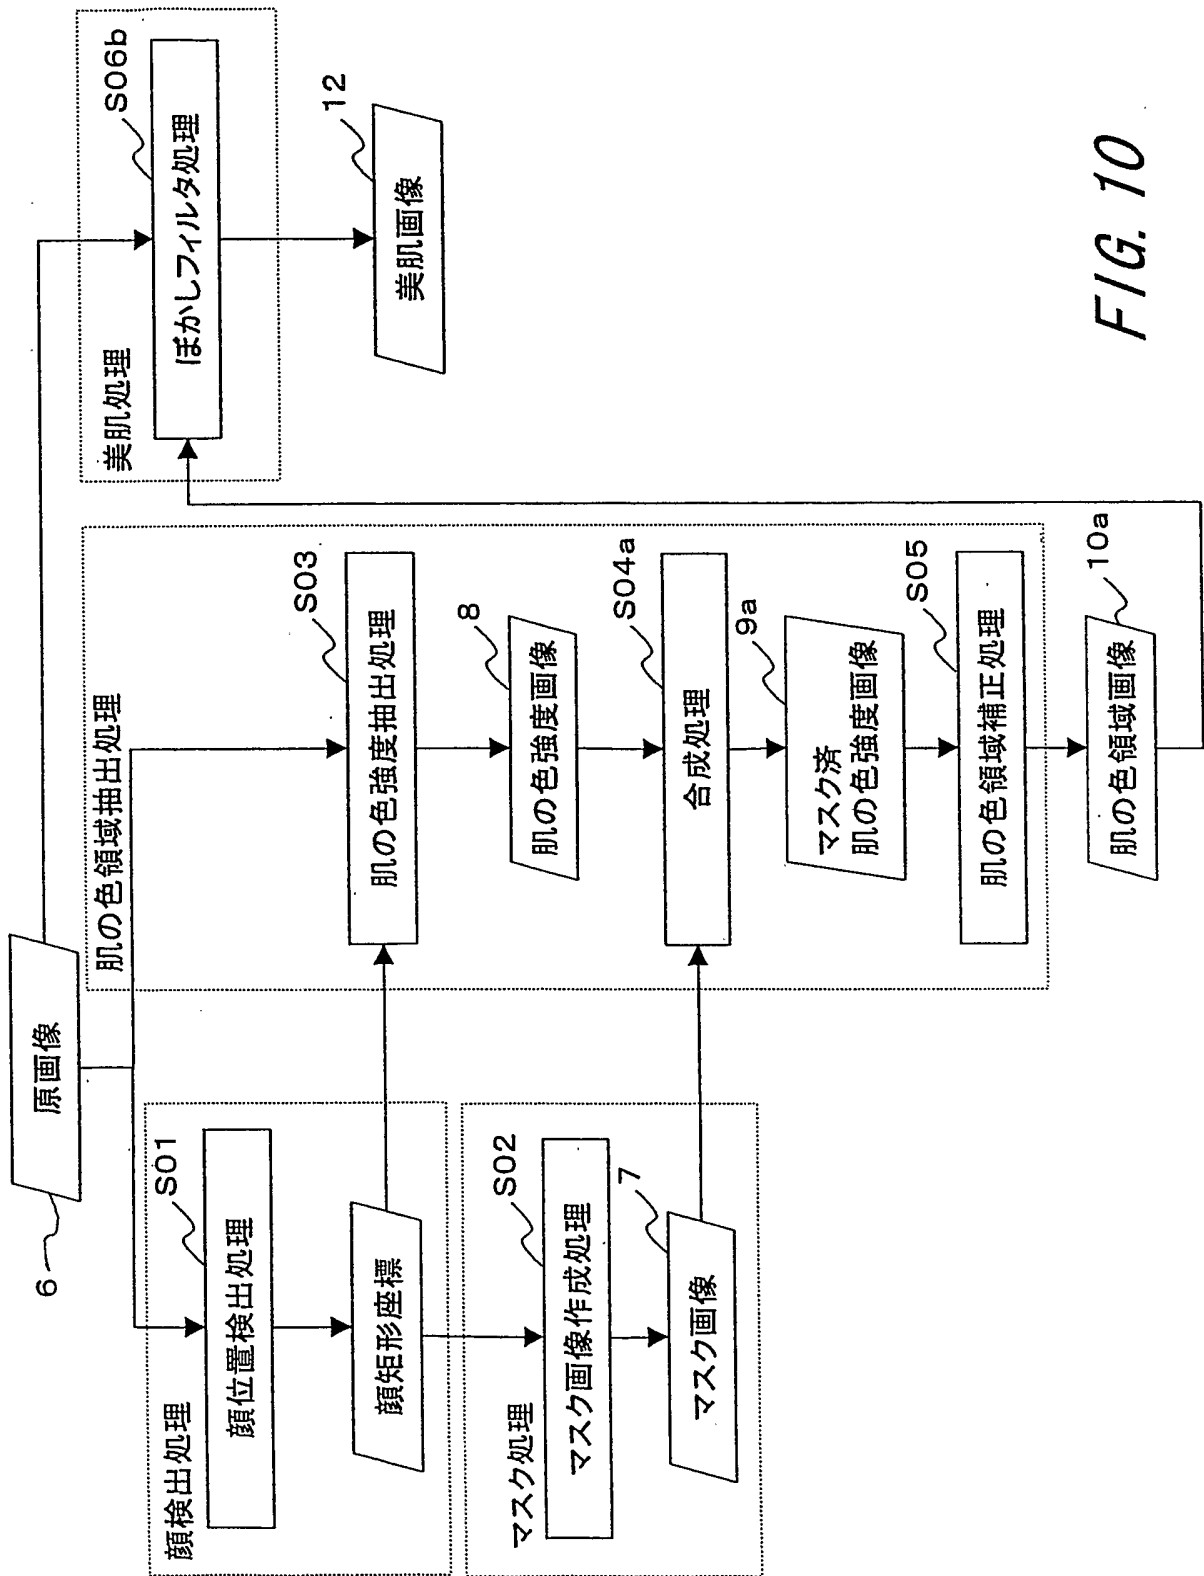 6
原画像
顔検出処理
S01
顔位置検出処理
顔矩形座標
マスク処理
S02
マスク画像作成処理
7
マスク画像
肌の色領域抽出処理
S03
肌の色強度抽出処理
8
肌の色強度画像
S04a
合成処理
9a
マスク済
肌の色強度画像
S05
肌の色領域補正処理
10a
肌の色領域画像
美肌処理
S06b
ぼかしフィルタ処理
12
美肌画像
FIG. 10